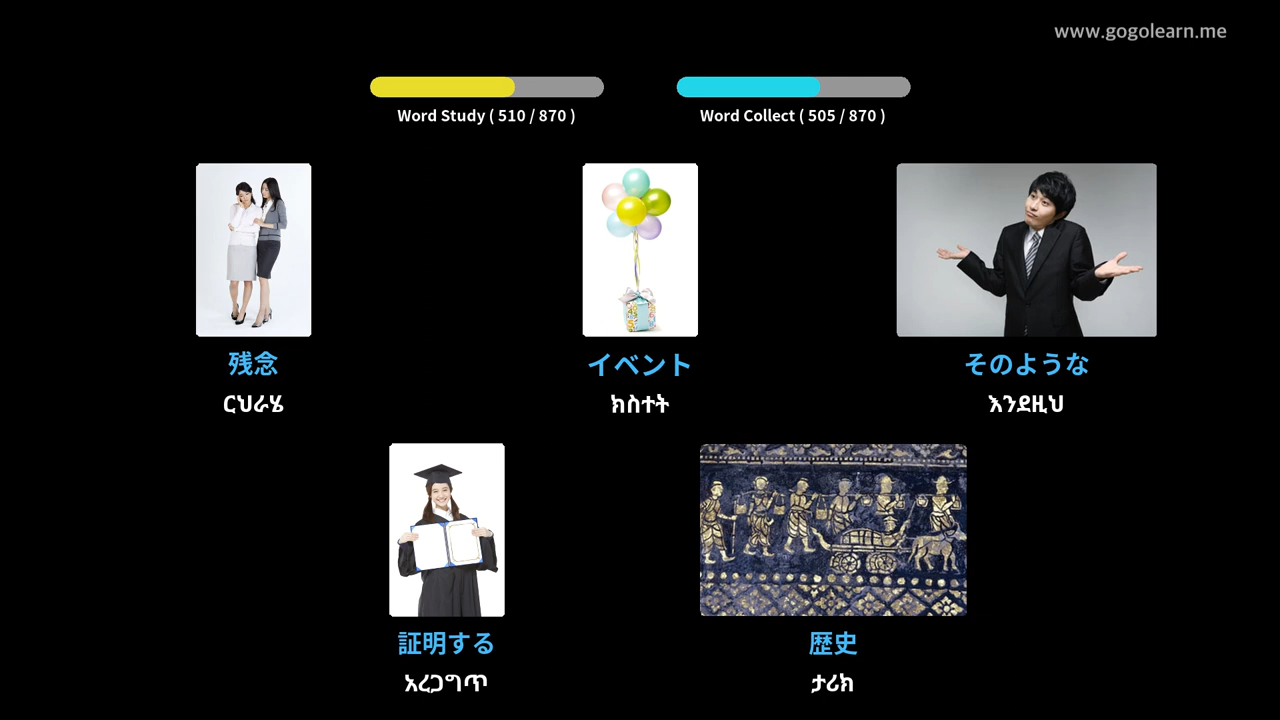 www.gogolearn.me
Word Study ( 510 / 870 )
Word Collect ( 505 / 870 )
残念
ርህራሄ
イベント
ክስተት
そのような
እንደዚህ
証明する
አረጋግጥ
歴史
ታሪክ